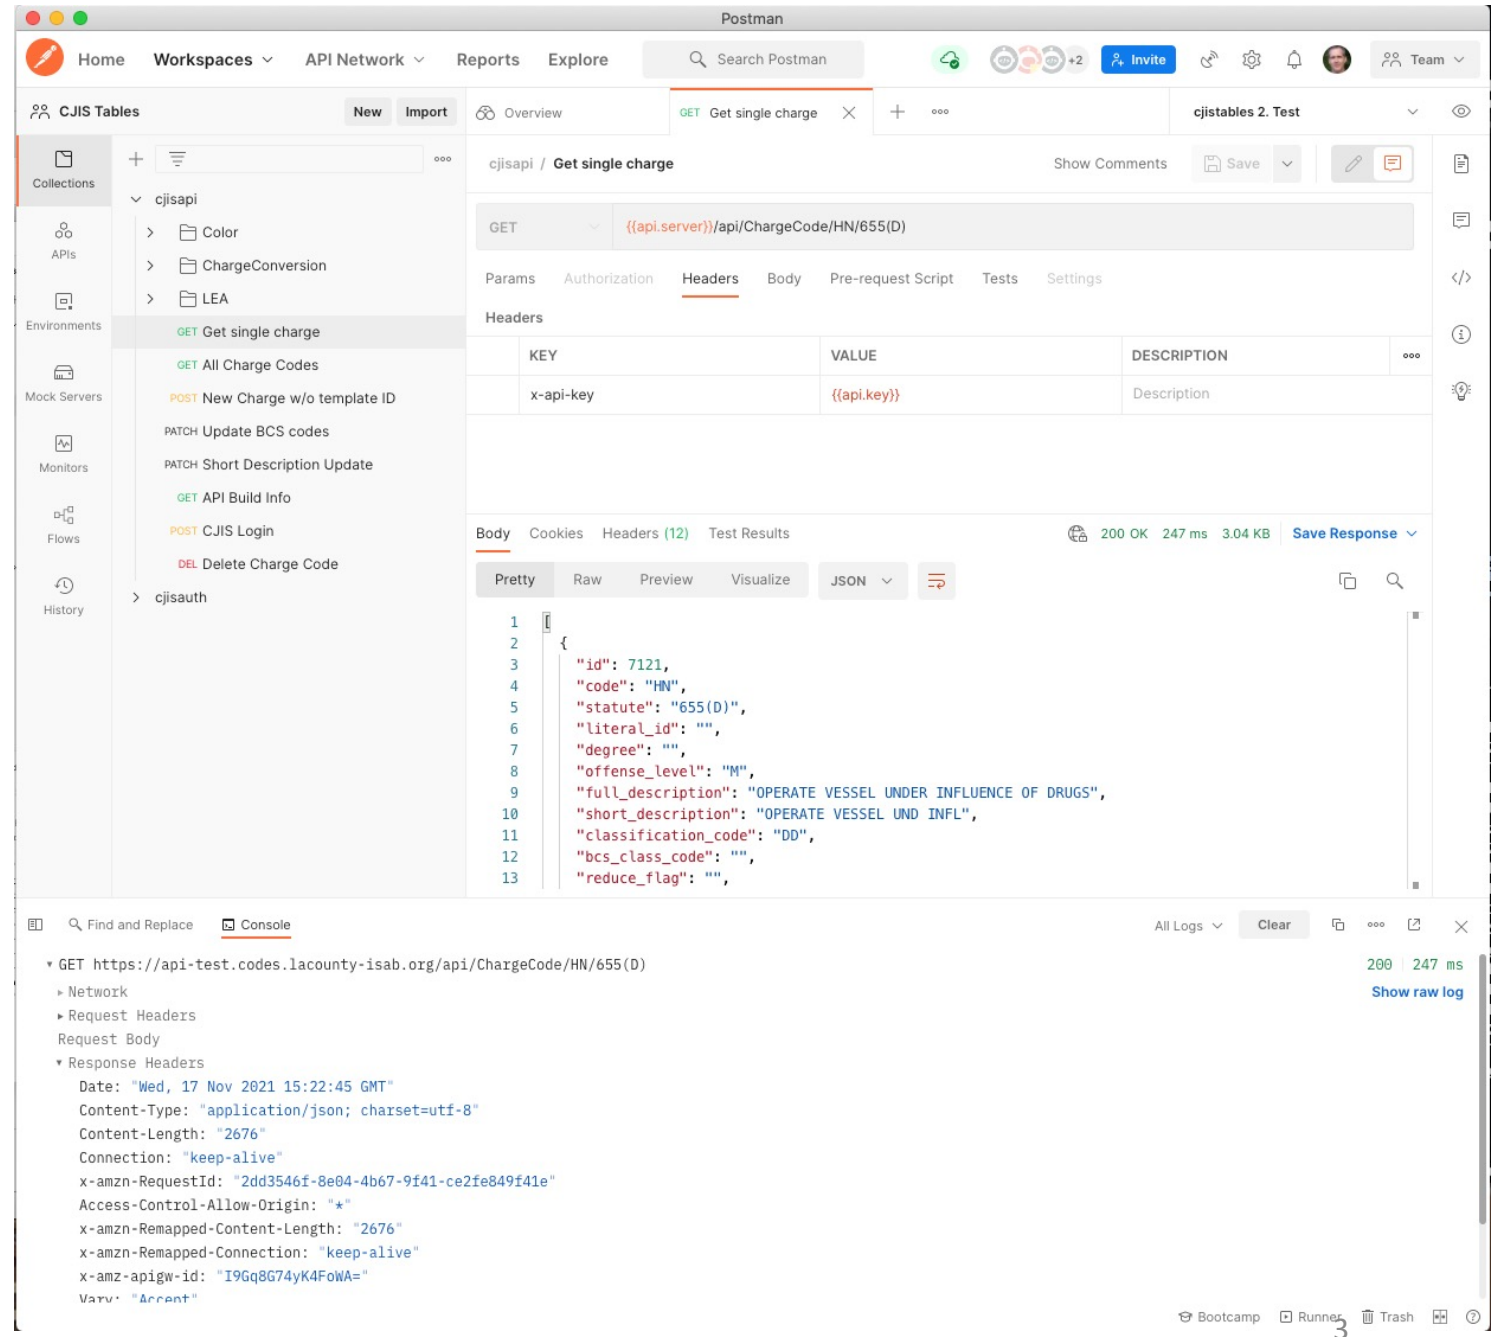 Postman
Home Workspaces API Network Reports Explore Search Postman +2 Invite Team
CJIS Tables New Import Overview GET Get single charge cjistables 2. Test
Collections
APIs
Environments
Mock Servers
Monitors
Flows
History
cjisapi
Color
ChargeConversion
LEA
GET Get single charge
GET All Charge Codes
POST New Charge w/o template ID
PATCH Update BCS codes
PATCH Short Description Update
GET API Build Info
POST CJIS Login
DEL Delete Charge Code
cjisauth
cjisapi / Get single charge Show Comments Save
GET {{api.server}}/api/ChargeCode/HN/655(D)
Params Authorization Headers Body Pre-request Script Tests Settings
Headers
KEY VALUE DESCRIPTION
x-api-key {{api.key}} Description
Body Cookies Headers (12) Test Results 200 OK 247 ms 3.04 KB Save Response
Pretty Raw Preview Visualize JSON
1 [
2 {
3 "id": 7121,
4 "code": "HN",
5 "statute": "655(D)",
6 "literal_id": "",
7 "degree": "",
8 "offense_level": "M",
9 "full_description": "OPERATE VESSEL UNDER INFLUENCE OF DRUGS",
10 "short_description": "OPERATE VESSEL UND INFL",
11 "classification_code": "DD",
12 "bcs_class_code": "",
13 "reduce_flag": "",
Find and Replace Console All Logs Clear
GET https://api-test.codes.lacounty-isab.org/api/ChargeCode/HN/655(D) 200 247 ms
Network Show raw log
Request Headers
Request Body
Response Headers
Date: "Wed, 17 Nov 2021 15:22:45 GMT"
Content-Type: "application/json; charset=utf-8"
Content-Length: "2676"
Connection: "keep-alive"
x-amzn-RequestId: "2dd3546f-8e04-4b67-9f41-ce2fe849f41e"
Access-Control-Allow-Origin: "*"
x-amzn-Remapped-Content-Length: "2676"
x-amzn-Remapped-Connection: "keep-alive"
x-amz-apigw-id: "I9Gq8G74yK4FoWA="
Vary: "Accept"
Bootcamp Runner Trash
3